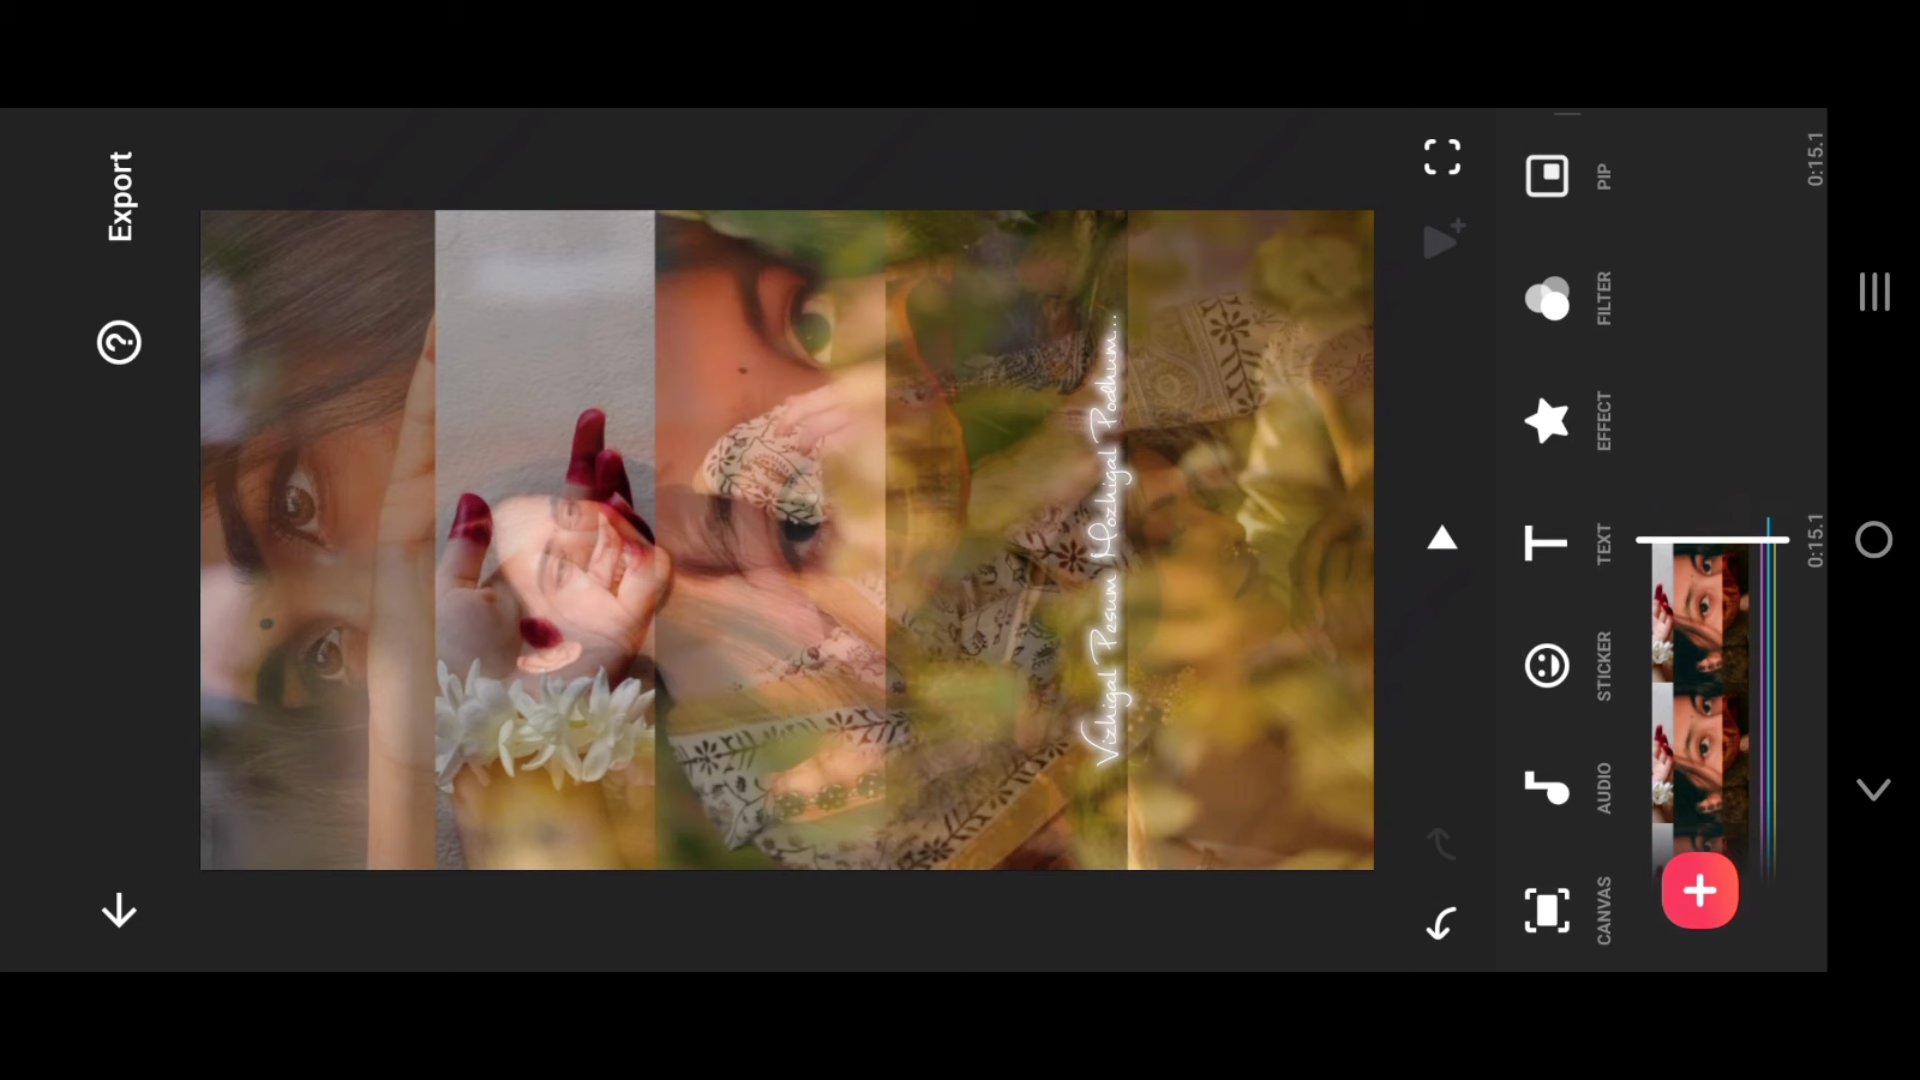 Export
Vizhigal Pesum Mozhigal Podhum...
CANVAS
AUDIO
STICKER
TEXT
EFFECT
FILTER
PIP
0:15.1
0:15.1